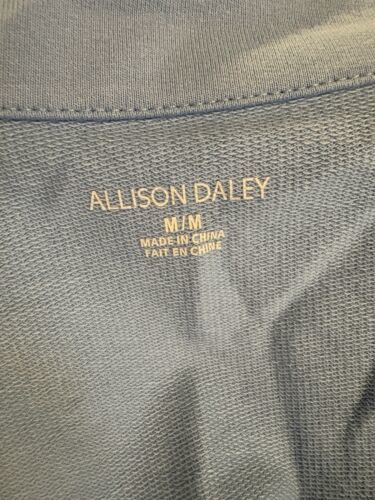 ALLISON DALEY
M/M
MADE IN CHINA
FAIT EN CHINE